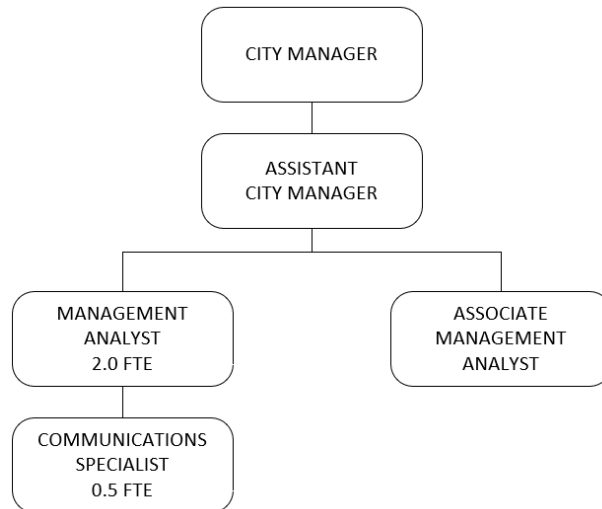 CITY MANAGER
ASSISTANT
CITY MANAGER
MANAGEMENT
ANALYST
2.0 FTE
ASSOCIATE
MANAGEMENT
ANALYST
COMMUNICATIONS
SPECIALIST
0.5 FTE